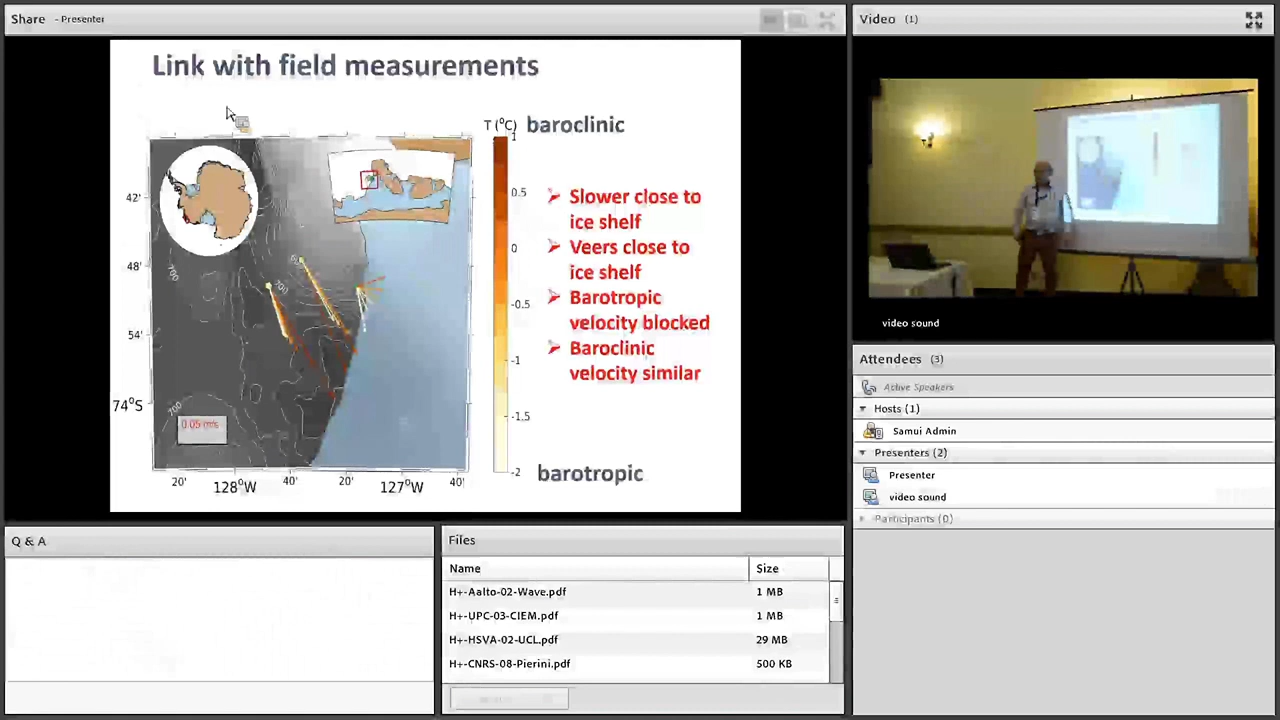 Share - Presenter
Link with field measurements
T (°C)
baroclinic
1
0.5
0
-0.5
-1
-1.5
-2
Slower close to
ice shelf
Veers close to
ice shelf
Barotropic
velocity blocked
Baroclinic
velocity similar
barotropic
42'
48'
54'
74°S
700
700
700
0.05 m/s
20'
128°W
40'
20'
127°W
40'
Video (1)
video sound
Attendees (3)
Active Speakers
Hosts (1)
Samui Admin
Presenters (2)
Presenter
video sound
Participants (0)
Q & A
Files
Name Size
H+-Aalto-02-Wave.pdf 1 MB
H+-UPC-03-CIEM.pdf 1 MB
H+-HSVA-02-UCL.pdf 29 MB
H+-CNRS-08-Pierini.pdf 500 KB